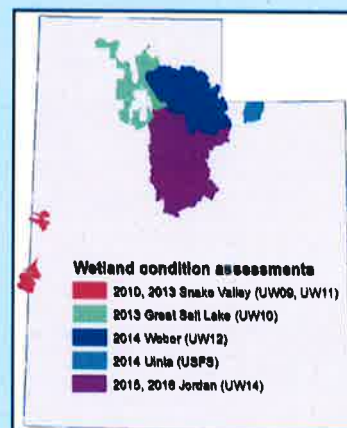 Wetland condition assessments
2010, 2013 Snake Valley (UW09, UW11)
2013 Great Salt Lake (UW10)
2014 Weber (UW12)
2014 Uinta (USFS)
2015, 2016 Jordan (UW14)